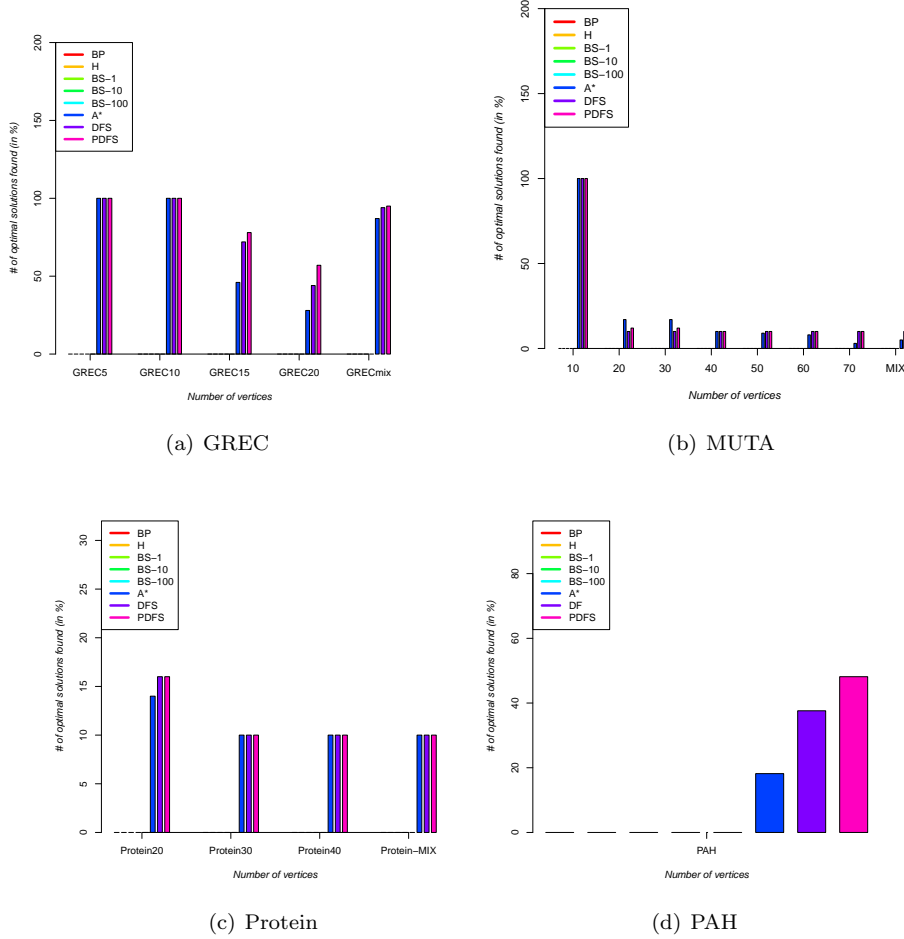 # of optimal solutions found (in %)
200
150
100
50
0
BP
H
BS−1
BS−10
BS−100
A*
DFS
PDFS
GREC5 GREC10 GREC15 GREC20 GRECmix
Number of vertices
(a) GREC
# of optimal solutions found (in %)
200
150
100
50
0
BP
H
BS−1
BS−10
BS−100
A*
DFS
PDFS
10 20 30 40 50 60 70 MIX
Number of vertices
(b) MUTA
# of optimal solutions found (in %)
30
25
20
15
10
5
0
BP
H
BS−1
BS−10
BS−100
A*
DFS
PDFS
Protein20 Protein30 Protein40 Protein−MIX
Number of vertices
(c) Protein
# of optimal solutions found (in %)
80
60
40
20
0
BP
H
BS−1
BS−10
BS−100
A*
DF
PDFS
PAH
Number of vertices
(d) PAH